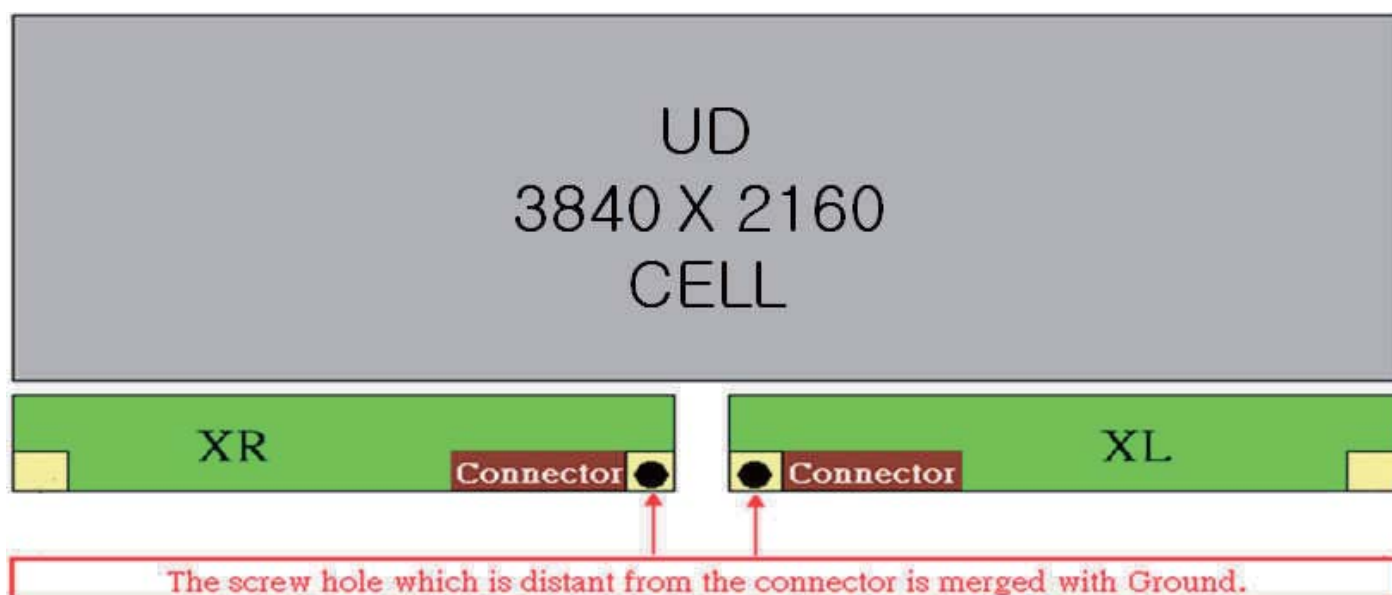 UD
3840 X 2160
CELL
XR
XL
Connector
Connector
The screw hole which is distant from the connector is merged with Ground.